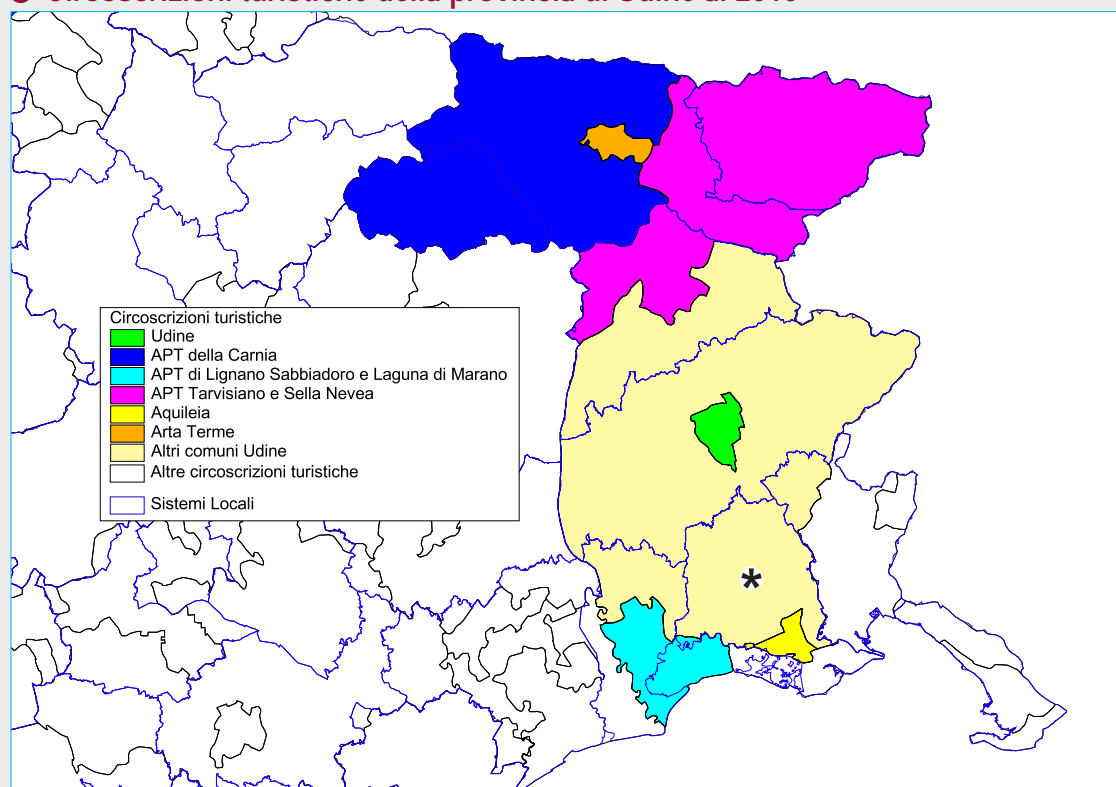 Circoscrizioni turistiche
Udine
APT della Carnia
APT di Lignano Sabbiadoro e Laguna di Marano
APT Tarvisiano e Sella Nevea
Aquileia
Arta Terme
Altri comuni Udine
Altre circoscrizioni turistiche
Sistemi Locali
*